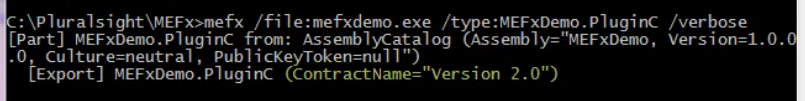 C:\Pluralsight\MEFx>mefx /file:mefxdemo.exe /type:MEFxDemo.PluginC /verbose
[Part] MEFxDemo.PluginC from: AssemblyCatalog (Assembly="MEFxDemo, Version=1.0.0
.0, Culture=neutral, PublicKeyToken=null")
  [Export] MEFxDemo.PluginC (ContractName="Version 2.0")